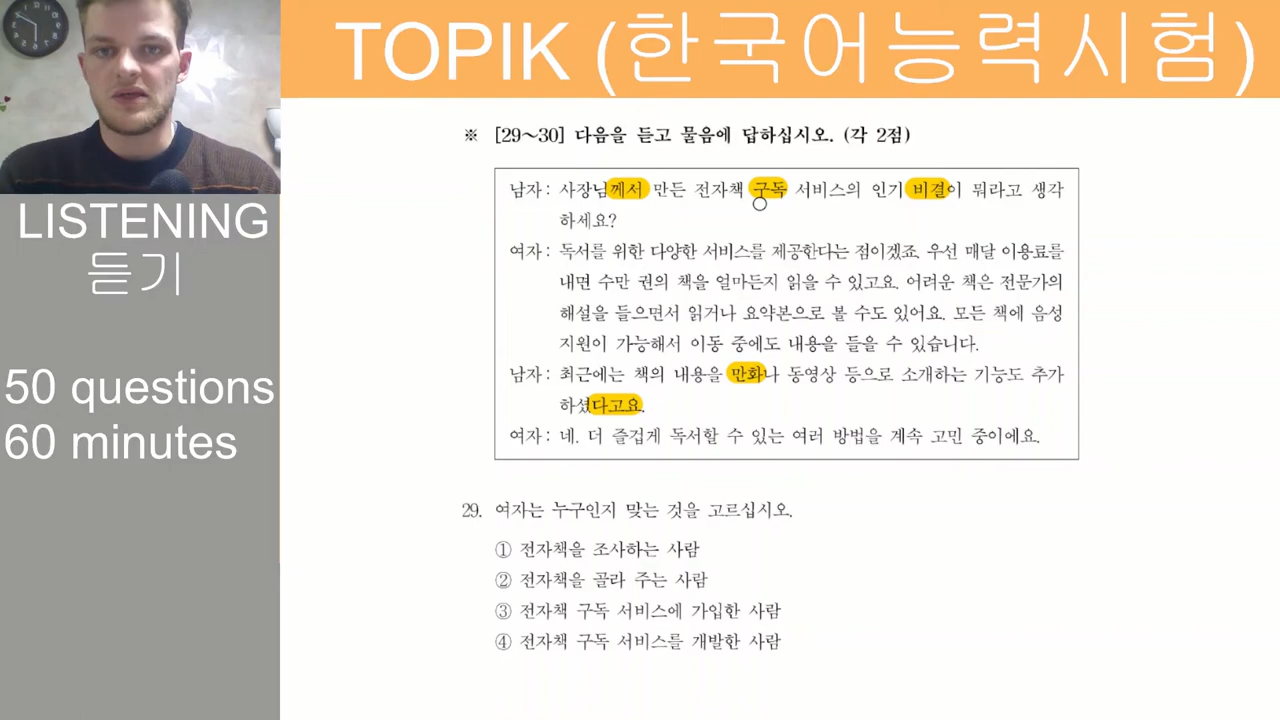 TOPIK (한국어능력시험)
LISTENING
듣기
50 questions
60 minutes
※ [29~30] 다음을 듣고 물음에 답하십시오. (각 2점)
남자: 사장님께서 만든 전자책 구독 서비스의 인기 비결이 뭐라고 생각
하세요?
여자: 독서를 위한 다양한 서비스를 제공한다는 점이겠죠. 우선 매달 이용료를
내면 수만 권의 책을 얼마든지 읽을 수 있고요. 어려운 책은 전문가의
해설을 들으면서 읽거나 요약본으로 볼 수도 있어요. 모든 책에 음성
지원이 가능해서 이동 중에도 내용을 들을 수 있습니다.
남자: 최근에는 책의 내용을 만화나 동영상 등으로 소개하는 기능도 추가
하셨다고요.
여자: 네. 더 즐겁게 독서할 수 있는 여러 방법을 계속 고민 중이에요.
29. 여자는 누구인지 맞는 것을 고르십시오.
① 전자책을 조사하는 사람
② 전자책을 골라 주는 사람
③ 전자책 구독 서비스에 가입한 사람
④ 전자책 구독 서비스를 개발한 사람